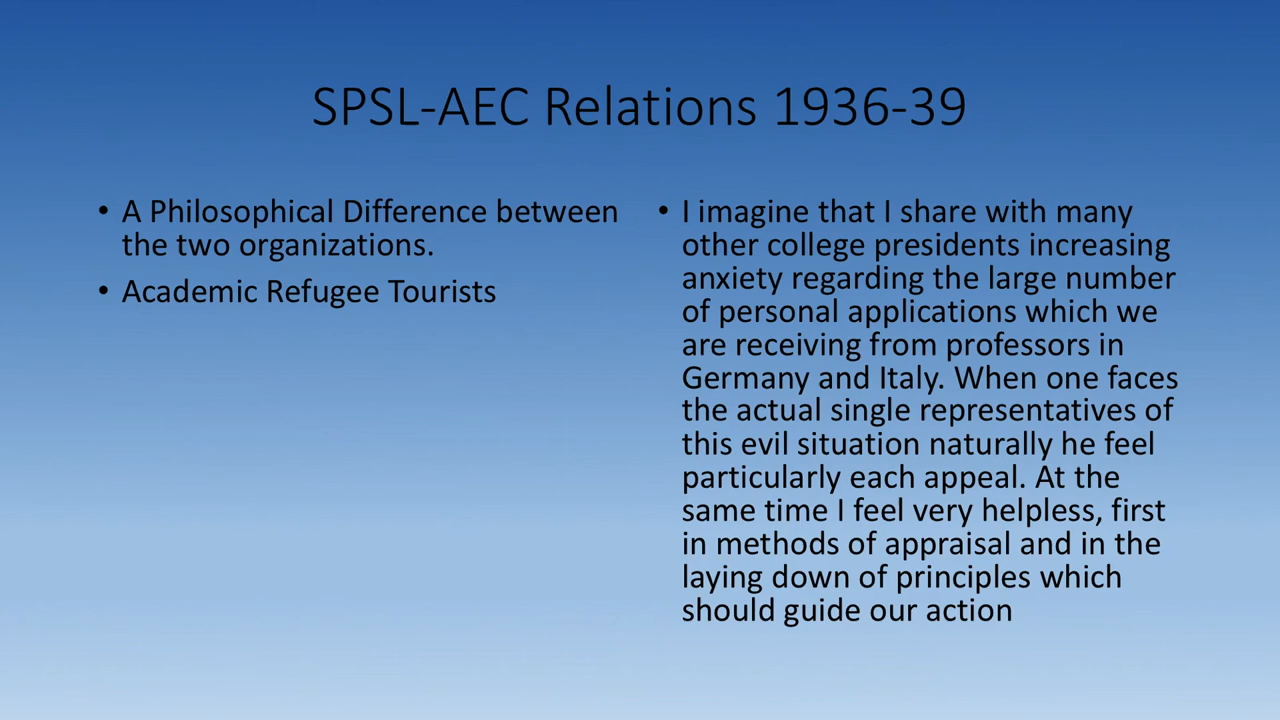 SPSL-AEC Relations 1936-39
• A Philosophical Difference between
the two organizations.
• Academic Refugee Tourists
• I imagine that I share with many
other college presidents increasing
anxiety regarding the large number
of personal applications which we
are receiving from professors in
Germany and Italy. When one faces
the actual single representatives of
this evil situation naturally he feel
particularly each appeal. At the
same time I feel very helpless, first
in methods of appraisal and in the
laying down of principles which
should guide our action